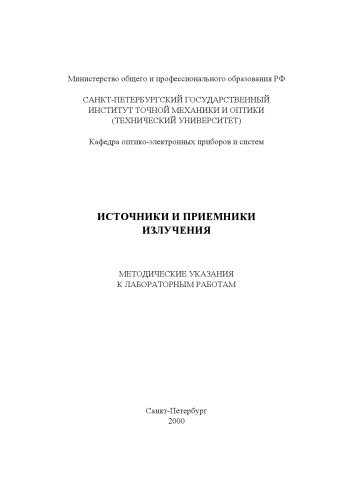 Министерство общего и профессионального образования РФ
САНКТ-ПЕТЕРБУРГСКИЙ ГОСУДАРСТВЕННЫЙ
ИНСТИТУТ ТОЧНОЙ МЕХАНИКИ И ОПТИКИ
(ТЕХНИЧЕСКИЙ УНИВЕРСИТЕТ)
Кафедра оптико-электронных приборов и систем
ИСТОЧНИКИ И ПРИЕМНИКИ
ИЗЛУЧЕНИЯ
МЕТОДИЧЕСКИЕ УКАЗАНИЯ
К ЛАБОРАТОРНЫМ РАБОТАМ
Санкт-Петербург
2000